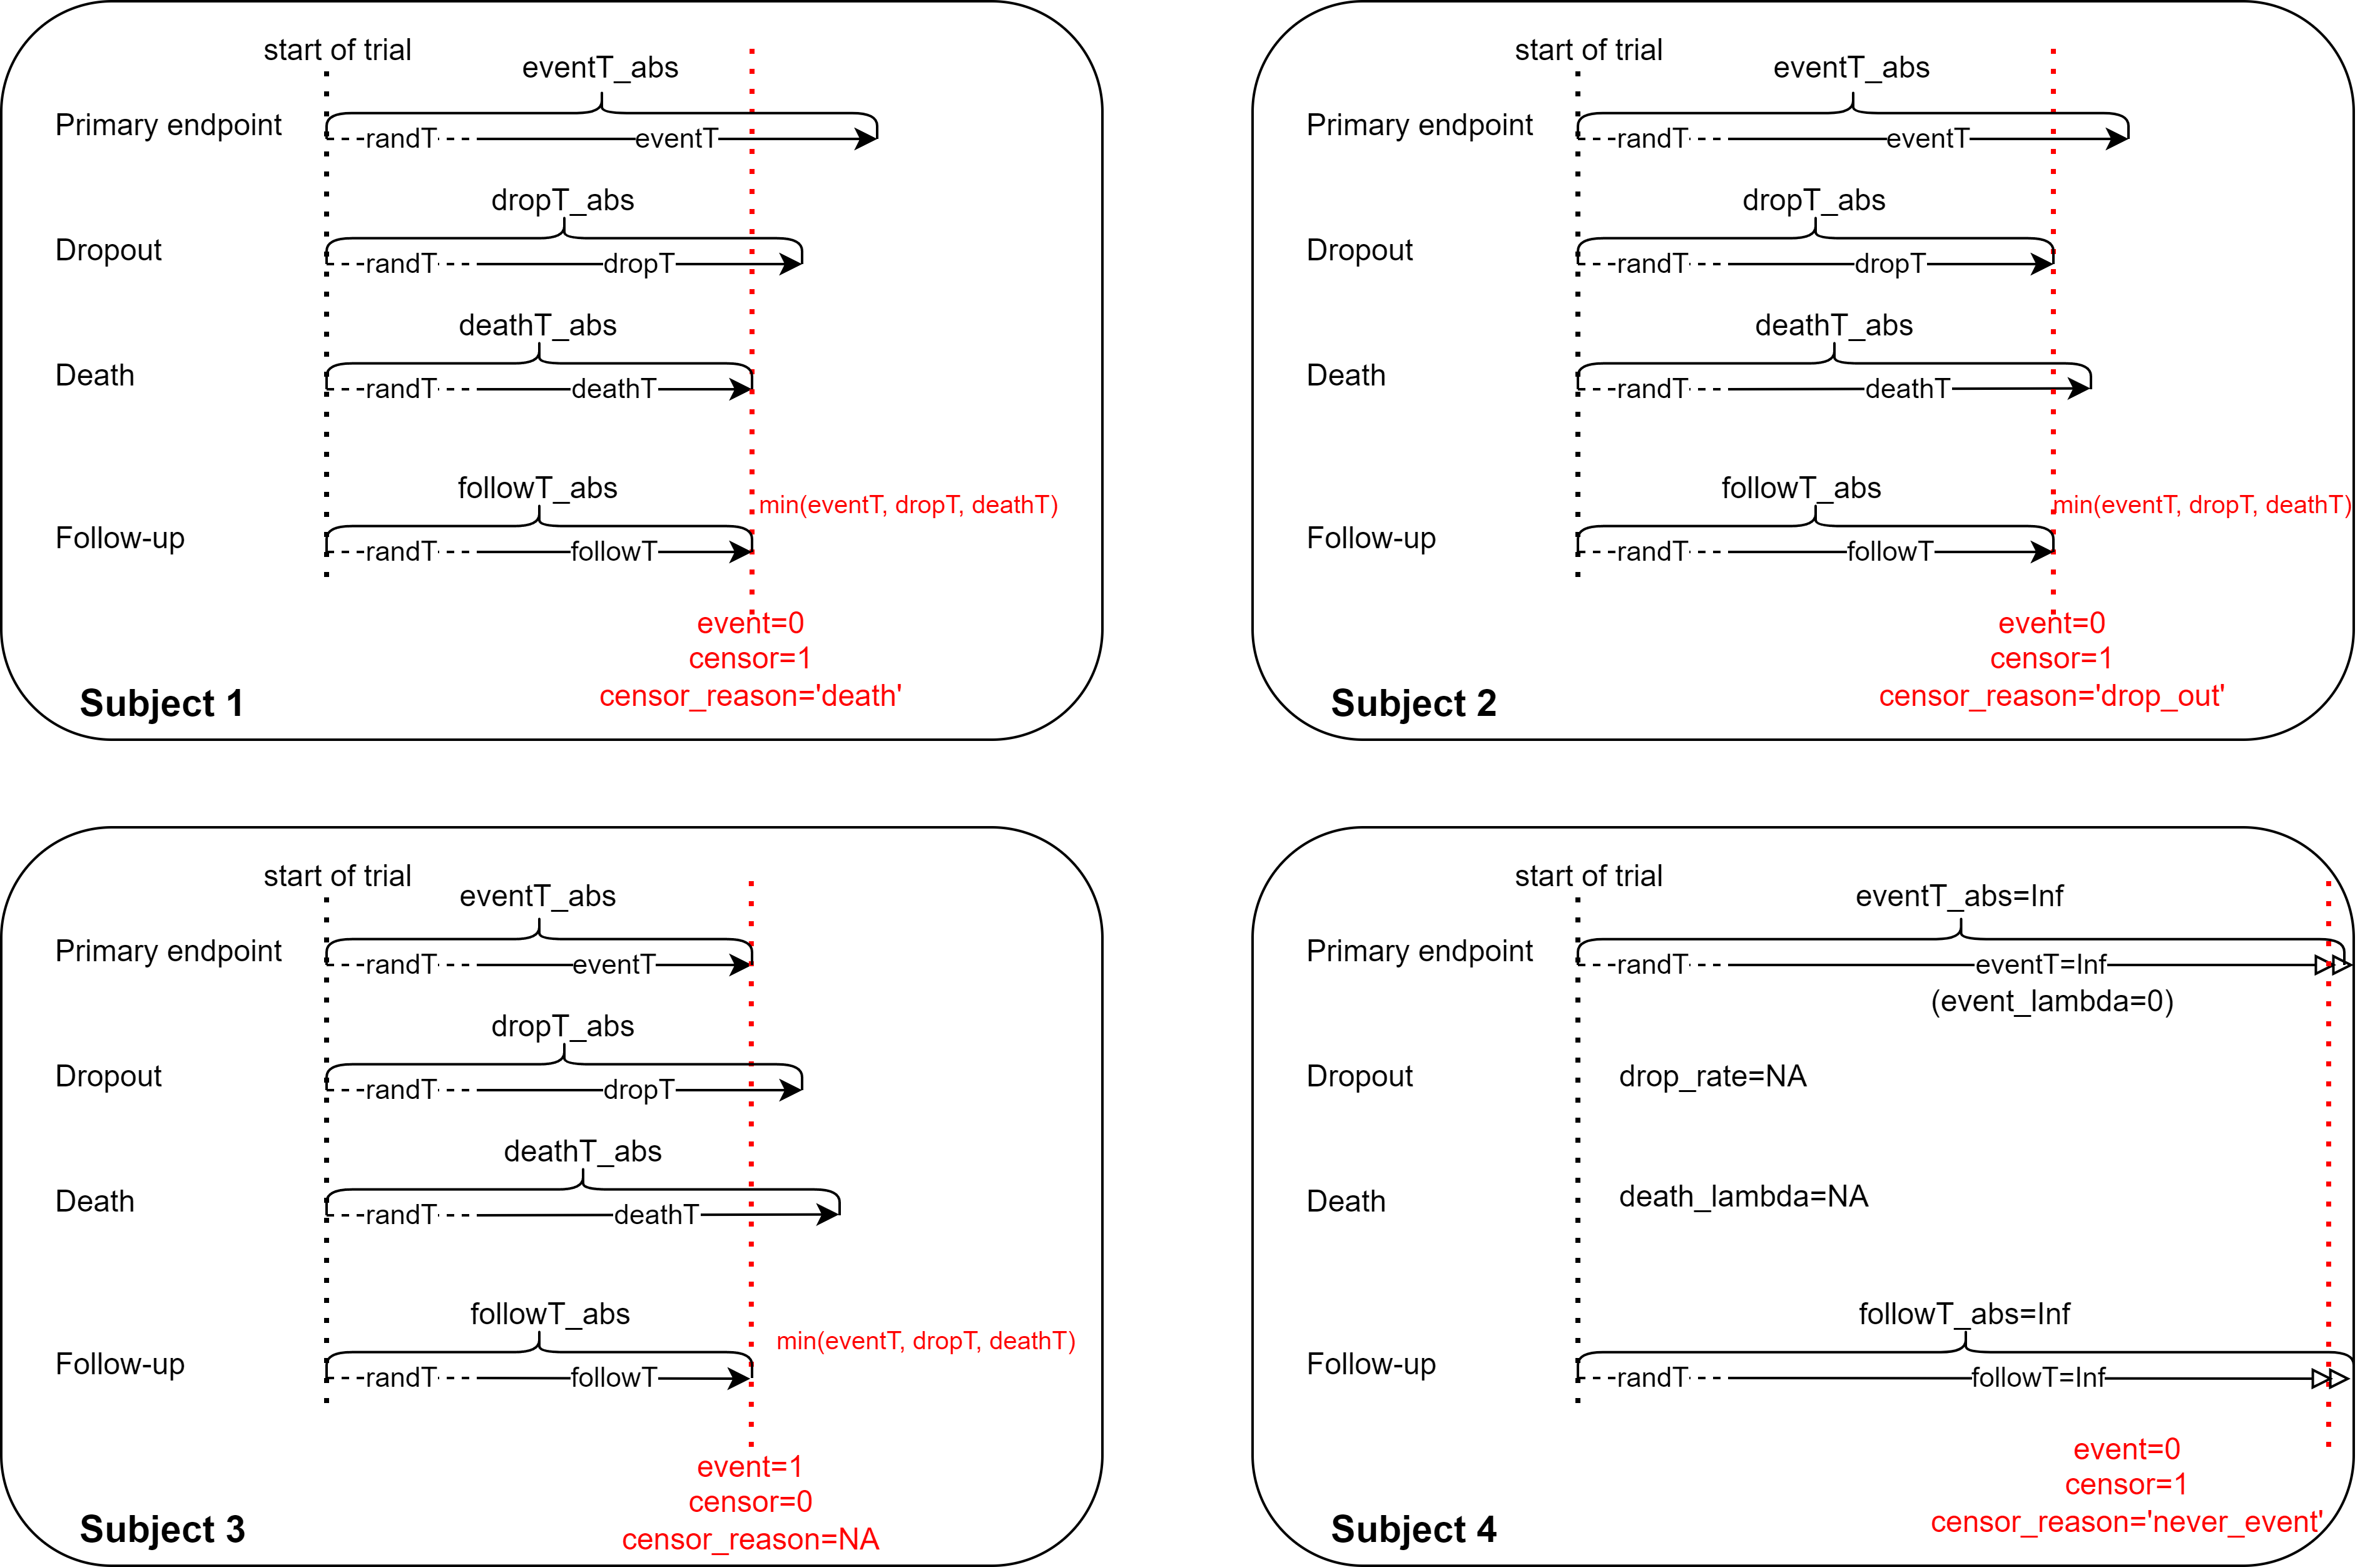 start of trial
eventT_abs
Primary endpoint
randT
eventT
dropT_abs
Dropout
randT
dropT
deathT_abs
Death
randT
deathT
followT_abs
min(eventT, dropT, deathT)
Follow-up
randT
followT
event=0
censor=1
censor_reason='death'
Subject 1
start of trial
eventT_abs
Primary endpoint
randT
eventT
dropT_abs
Dropout
randT
dropT
deathT_abs
Death
randT
deathT
followT_abs
min(eventT, dropT, deathT)
Follow-up
randT
followT
event=0
censor=1
censor_reason='drop_out'
Subject 2
start of trial
eventT_abs
Primary endpoint
randT
eventT
dropT_abs
Dropout
randT
dropT
deathT_abs
Death
randT
deathT
followT_abs
min(eventT, dropT, deathT)
Follow-up
randT
followT
event=1
censor=0
censor_reason=NA
Subject 3
start of trial
eventT_abs=Inf
Primary endpoint
randT
eventT=Inf
(event_lambda=0)
Dropout
drop_rate=NA
Death
death_lambda=NA
followT_abs=Inf
Follow-up
randT
followT=Inf
event=0
censor=1
censor_reason='never_event'
Subject 4